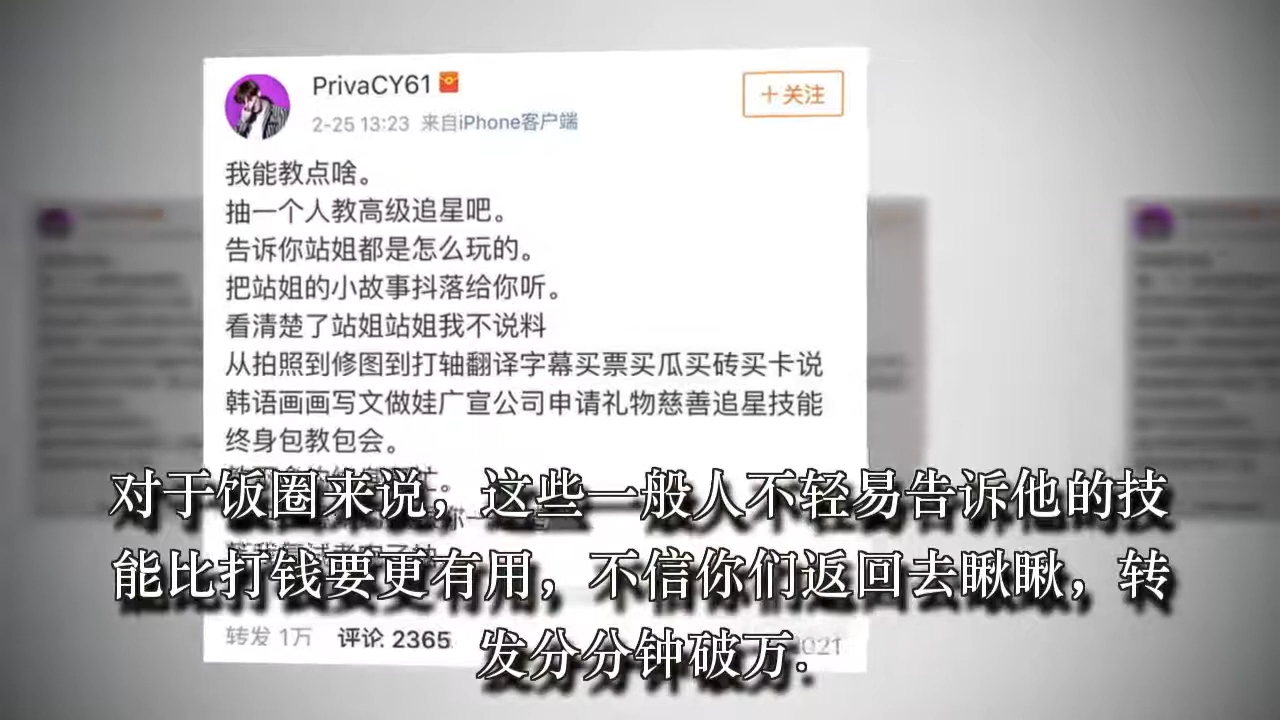 PrivaCY61
+关注
2-25 13:23 来自iPhone客户端
我能教点啥。
抽一个人教高级追星吧。
告诉你站姐都是怎么玩的。
把站姐的小故事抖落给你听。
看清楚了站姐站姐我不说料
从拍照到修图到打轴翻译字幕买票买瓜买砖买卡说
韩语画画写文做娃广宣公司申请礼物慈善追星技能
终身包教包会。
对于饭圈来说，这些一般人不轻易告诉他的技
能比打钱要更有用，不信你们返回去瞅瞅，转
发分分钟破万.
转发 1万 评论 2365